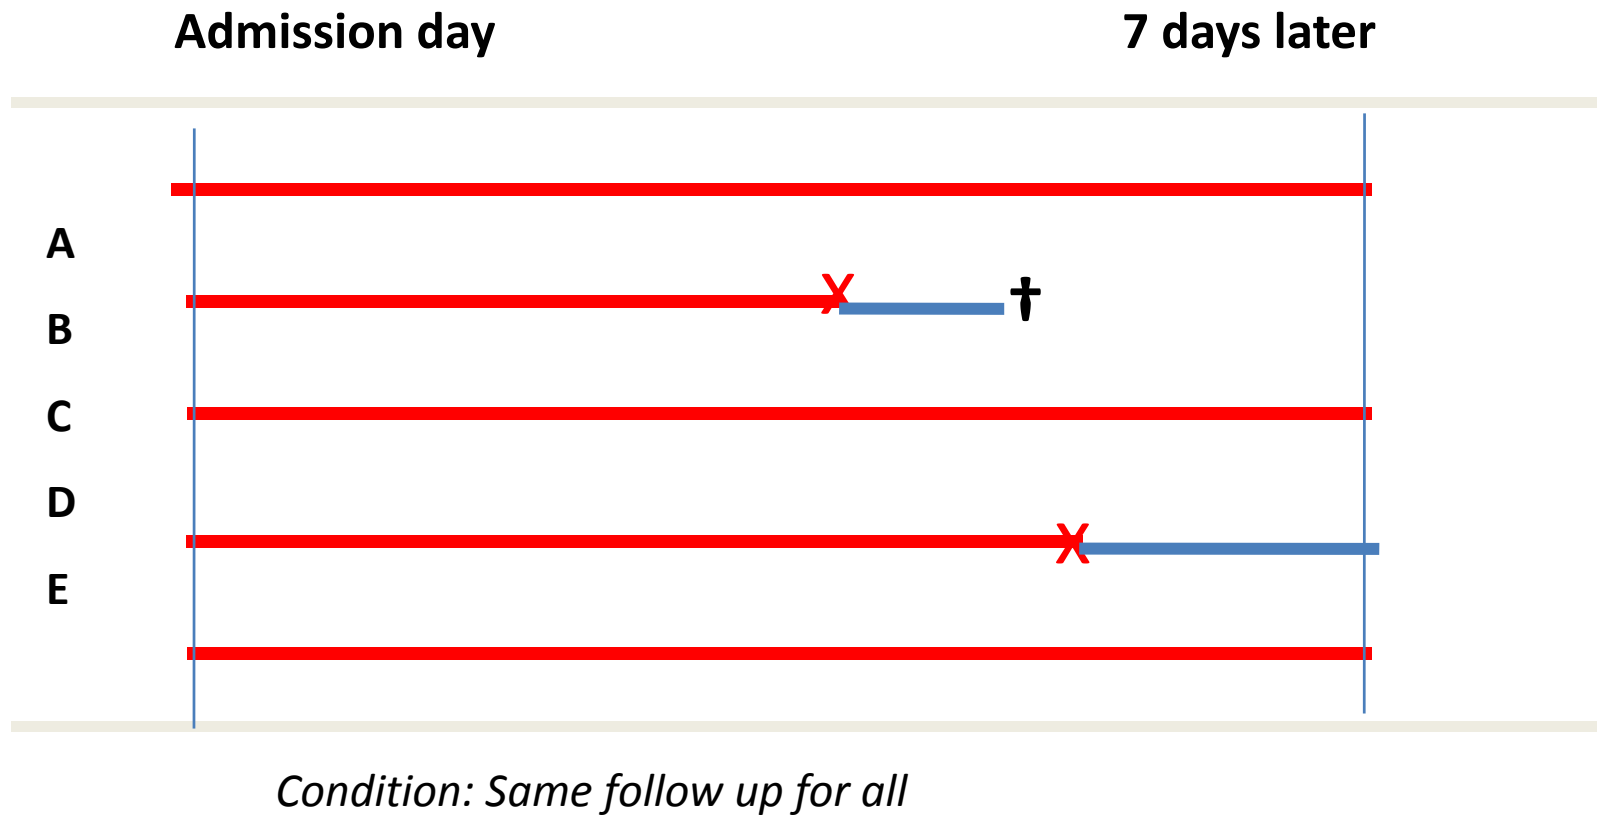 Admission day 7 days later
A
X
B †
C
D
X
E
Condition: Same follow up for all